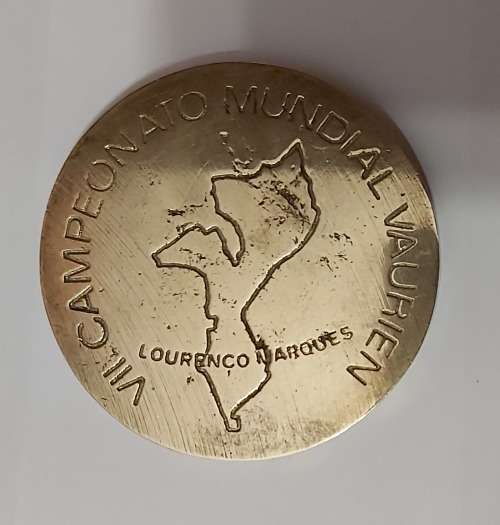 VIII CAMPEONATO MUNDIAL VAURIEN
LOURENÇO MARQUES